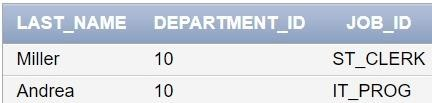 LAST_NAME DEPARTMENT_ID JOB_ID
Miller 10 ST_CLERK
Andrea 10 IT_PROG